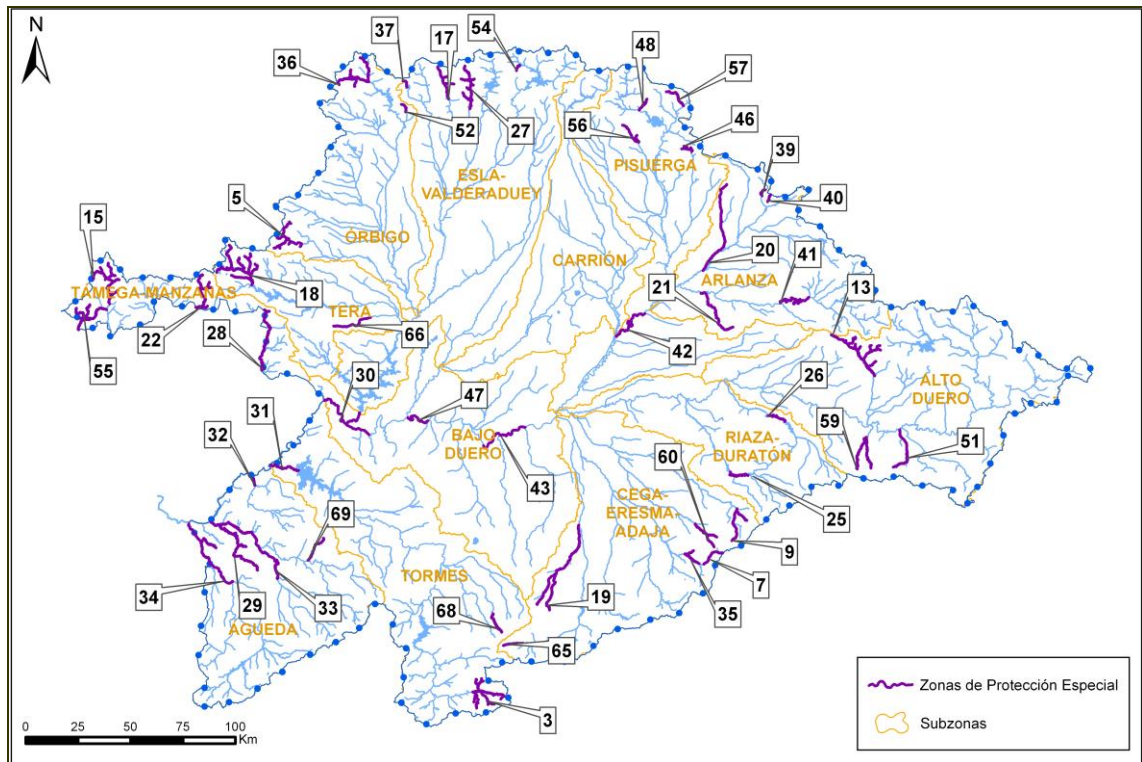 N
37
17
54
48
57
36
52
27
56
46
PISUERGA
39
40
ESLA-
VALDERADUEY
5
ÓRBIGO
15
CARRIÓN
20
ARLANZA
41
13
21
TÁMEGA-MANZANAS
18
TERA
66
22
28
55
42
30
26
ALTO
DUERO
31
47
BAJO
DUERO
59
51
32
RIAZA-
DURATÓN
60
43
25
CEGA-
ERESMA-
ADAJA
69
9
7
34
29
33
TORMES
19
35
ÁGUEDA
68
65
3
Zonas de Protección Especial
Subzonas
0 25 50 75 100
Km